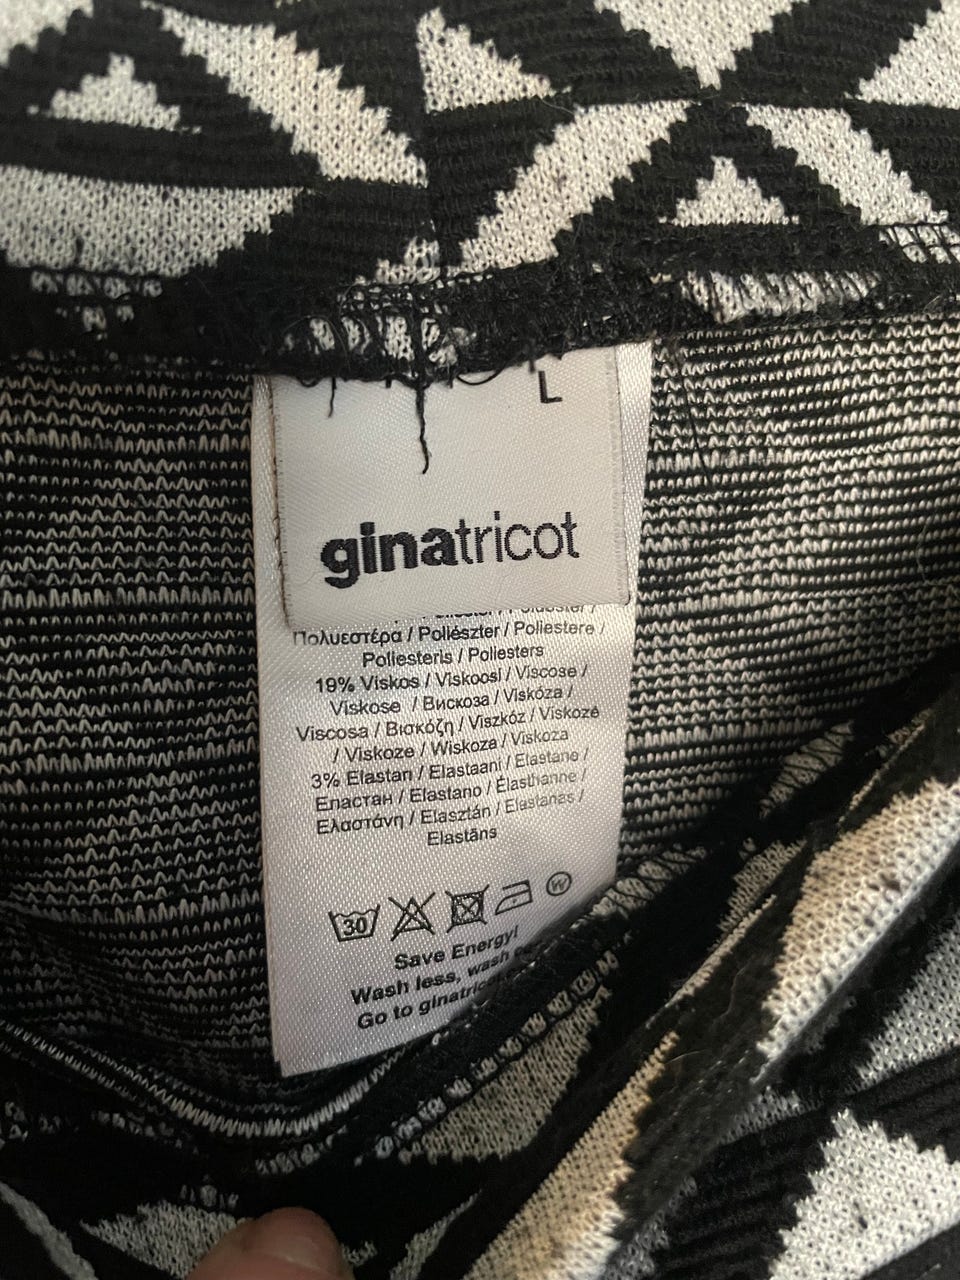 L
ginatricot
Πολυεστέρα / Poliészter / Poliestere /
Poliesteris / Poliesters
19% Viskos / Viskoosi / Viscose /
Viskose / Вискоза / Viskóza /
Viscosa / Βισκόζη / Viszkóz / Viskozė
/ Viskoze / Wiskoza / Viskoza
3% Elastan / Elastaani / Elastane /
Еластан / Elastano / Élasthanne /
Ελαστάνη / Elasztán / Elastanas /
Elastāns
30 W
Save Energy!
Wash less, wash
Go to ginatrico